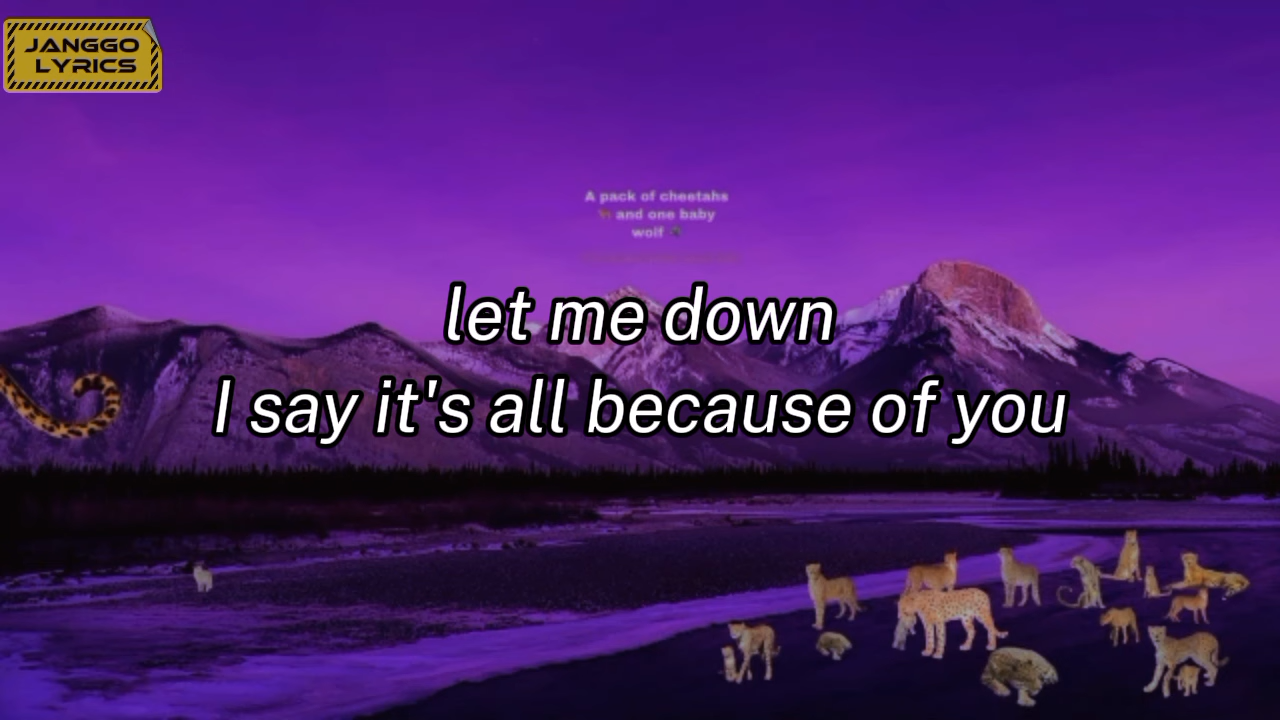 JANGGO
LYRICS
A pack of cheetahs
🐆 and one baby
wolf 🐺
let me down
I say it's all because of you